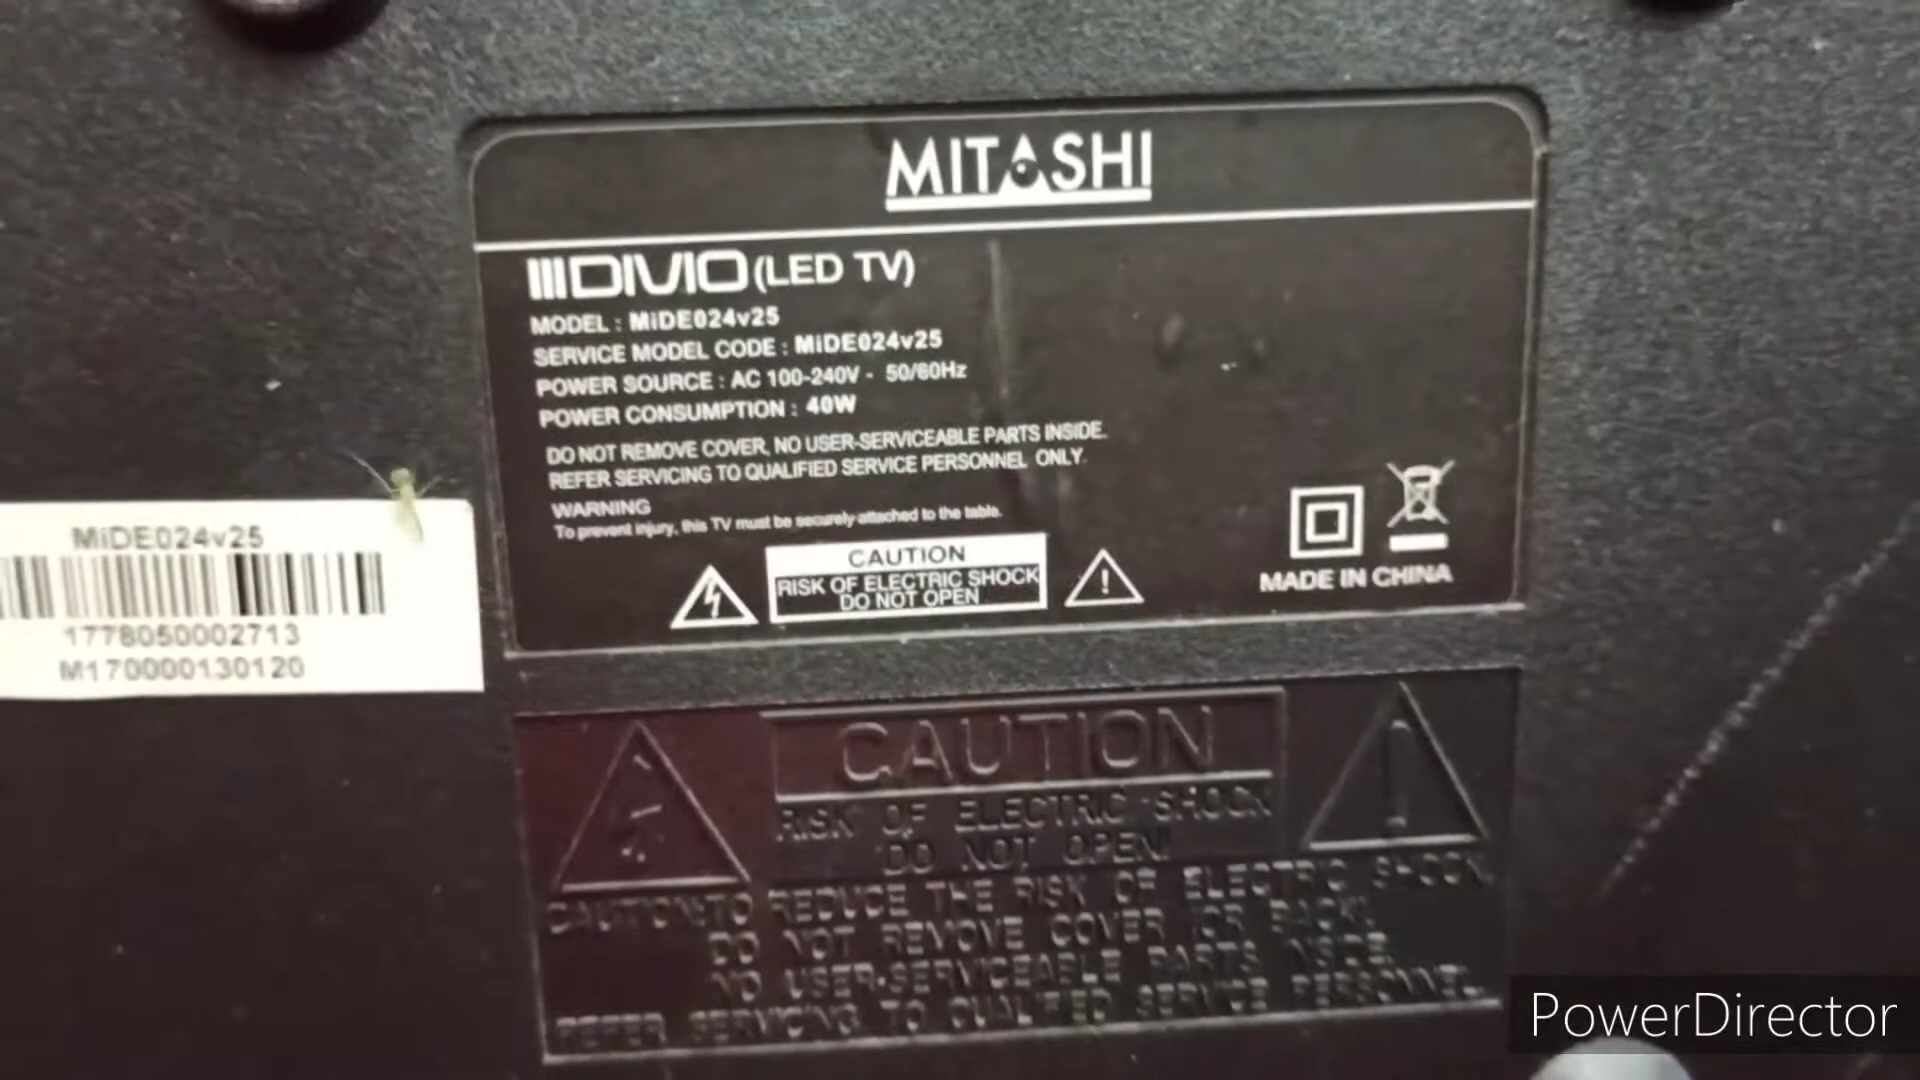 MITASHI
DIVIO (LED TV)
MODEL : MiDE024v25
SERVICE MODEL CODE : MiDE024v25
POWER SOURCE : AC 100-240V - 50/60Hz
POWER CONSUMPTION : 40W
DO NOT REMOVE COVER, NO USER-SERVICEABLE PARTS INSIDE.
REFER SERVICING TO QUALIFIED SERVICE PERSONNEL ONLY.
WARNING
To prevent injury, this TV must be securely attached to the table.
CAUTION
RISK OF ELECTRIC SHOCK
DO NOT OPEN
MADE IN CHINA
MiDE024v25
1778050002713
M170000130120
CAUTION
RISK OF ELECTRIC SHOCK
DO NOT OPEN!
CAUTION:TO REDUCE THE RISK OF ELECTRIC SHOCK,
DO NOT REMOVE COVER (OR BACK).
NO USER-SERVICEABLE PARTS INSIDE.
REFER SERVICING TO QUALIFIED SERVICE PERSONNEL.
PowerDirector